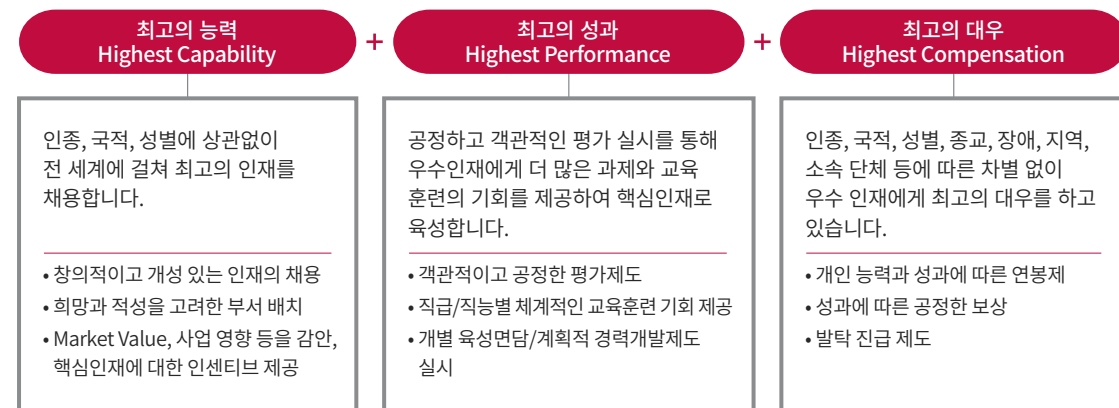 최고의 능력
Highest Capability
+
최고의 성과
Highest Performance
+
최고의 대우
Highest Compensation
인종, 국적, 성별에 상관없이
전 세계에 걸쳐 최고의 인재를
채용합니다.
• 창의적이고 개성 있는 인재의 채용
• 희망과 적성을 고려한 부서 배치
• Market Value, 사업 영향 등을 감안,
핵심인재에 대한 인센티브 제공
공정하고 객관적인 평가 실시를 통해
우수인재에게 더 많은 과제와 교육
훈련의 기회를 제공하여 핵심인재로
육성합니다.
• 객관적이고 공정한 평가제도
• 직급/직능별 체계적인 교육훈련 기회 제공
• 개별 육성면담/계획적 경력개발제도
실시
인종, 국적, 성별, 종교, 장애, 지역,
소속 단체 등에 따른 차별 없이
우수 인재에게 최고의 대우를 하고
있습니다.
• 개인 능력과 성과에 따른 연봉제
• 성과에 따른 공정한 보상
• 발탁 진급 제도